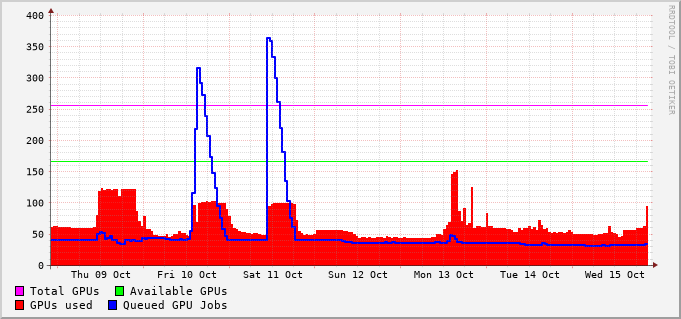 400
350
300
250
200
150
100
50
0
Thu 09 Oct Fri 10 Oct Sat 11 Oct Sun 12 Oct Mon 13 Oct Tue 14 Oct Wed 15 Oct
Total GPUs Available GPUs
GPUs used Queued GPU Jobs
RRDTOOL / TOBI OETIKER